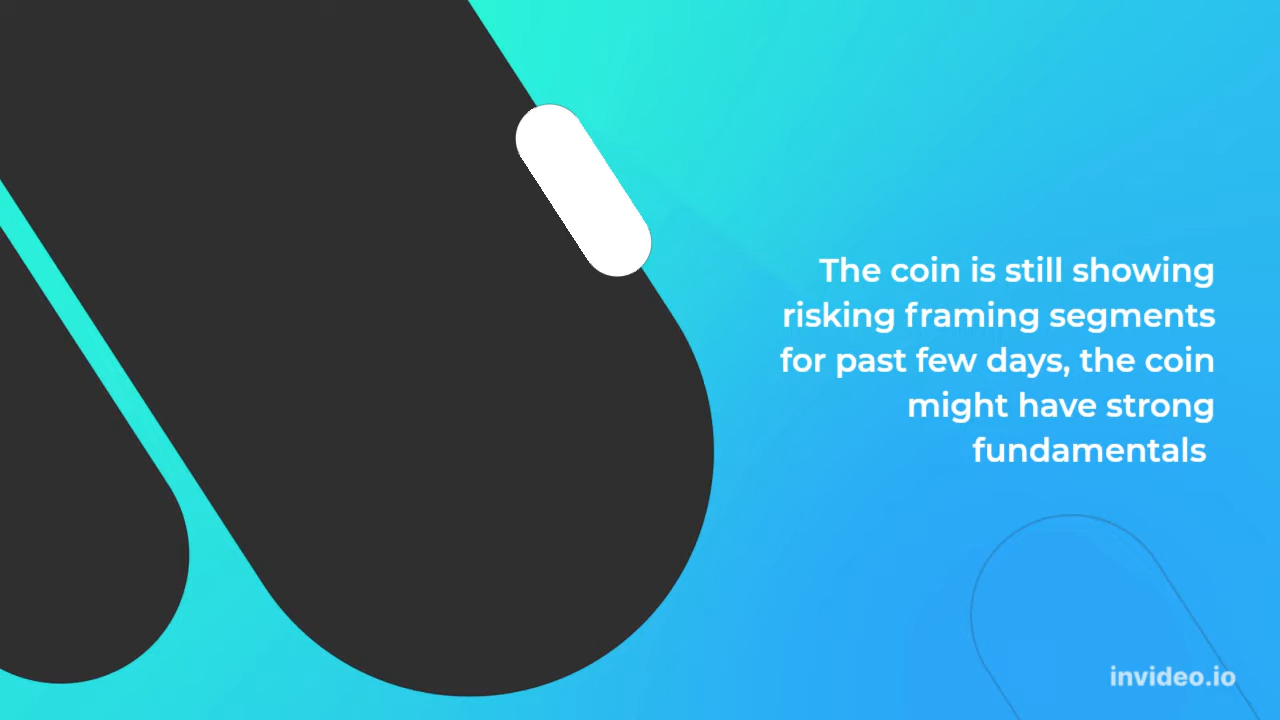 The coin is still showing
risking framing segments
for past few days, the coin
might have strong
fundamentals
invideo.io